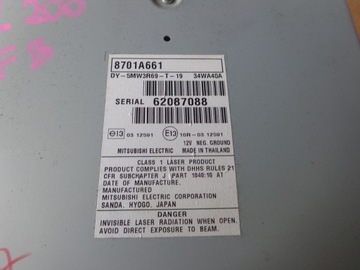 200
8701A661
DY-5MW3R69-T-19 34WA40A
SERIAL 62087088
e13 03 12591 E13 10R-03 12591
12V NEG. GROUND
MITSUBISHI ELECTRIC MADE IN THAILAND
CLASS 1 LASER PRODUCT
PRODUCT COMPLIES WITH DHHS RULES 21
CFR SUBCHAPTER J PART 1040.10 AT
DATE OF MANUFACTURE.
MANUFACTURED
MITSUBISHI ELECTRIC CORPORATION
SANDA, HYOGO, JAPAN
DANGER
INVISIBLE LASER RADIATION WHEN OPEN.
AVOID DIRECT EXPOSURE TO BEAM.